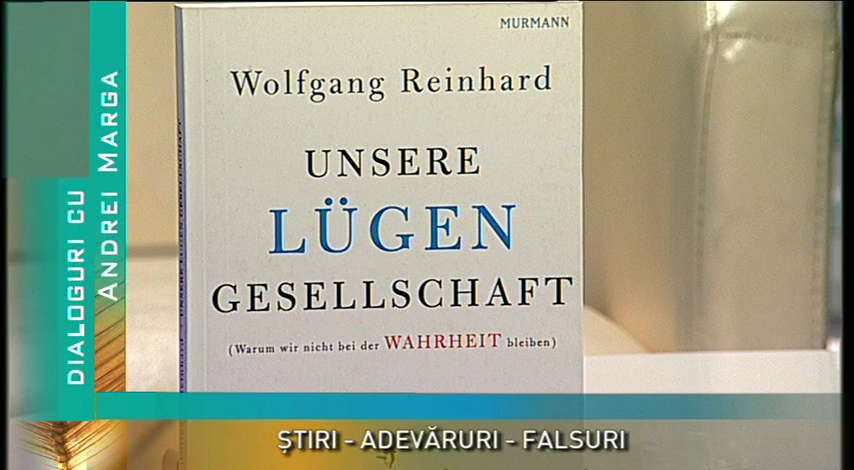 MURMANN
Wolfgang Reinhard
UNSERE
LÜGEN
GESELLSCHAFT
(Warum wir nicht bei der WAHRHEIT bleiben)
DIALOGURI CU
ANDREI MARGA
ȘTIRI - ADEVĂRURI - FALSURI